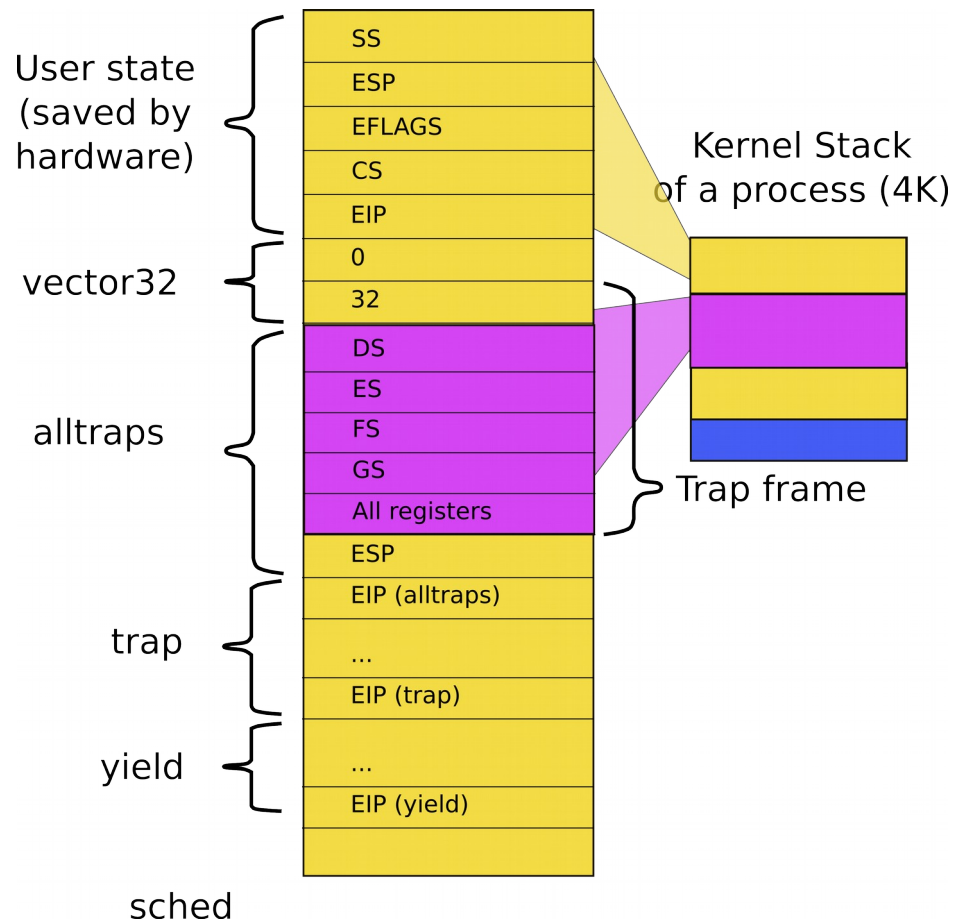 User state
(saved by
hardware)
vector32
alltraps
trap
yield
sched
SS
ESP
EFLAGS
CS
EIP
0
32
DS
ES
FS
GS
All registers
ESP
EIP (alltraps)
...
EIP (trap)
...
EIP (yield)
Kernel Stack
of a process (4K)
Trap frame